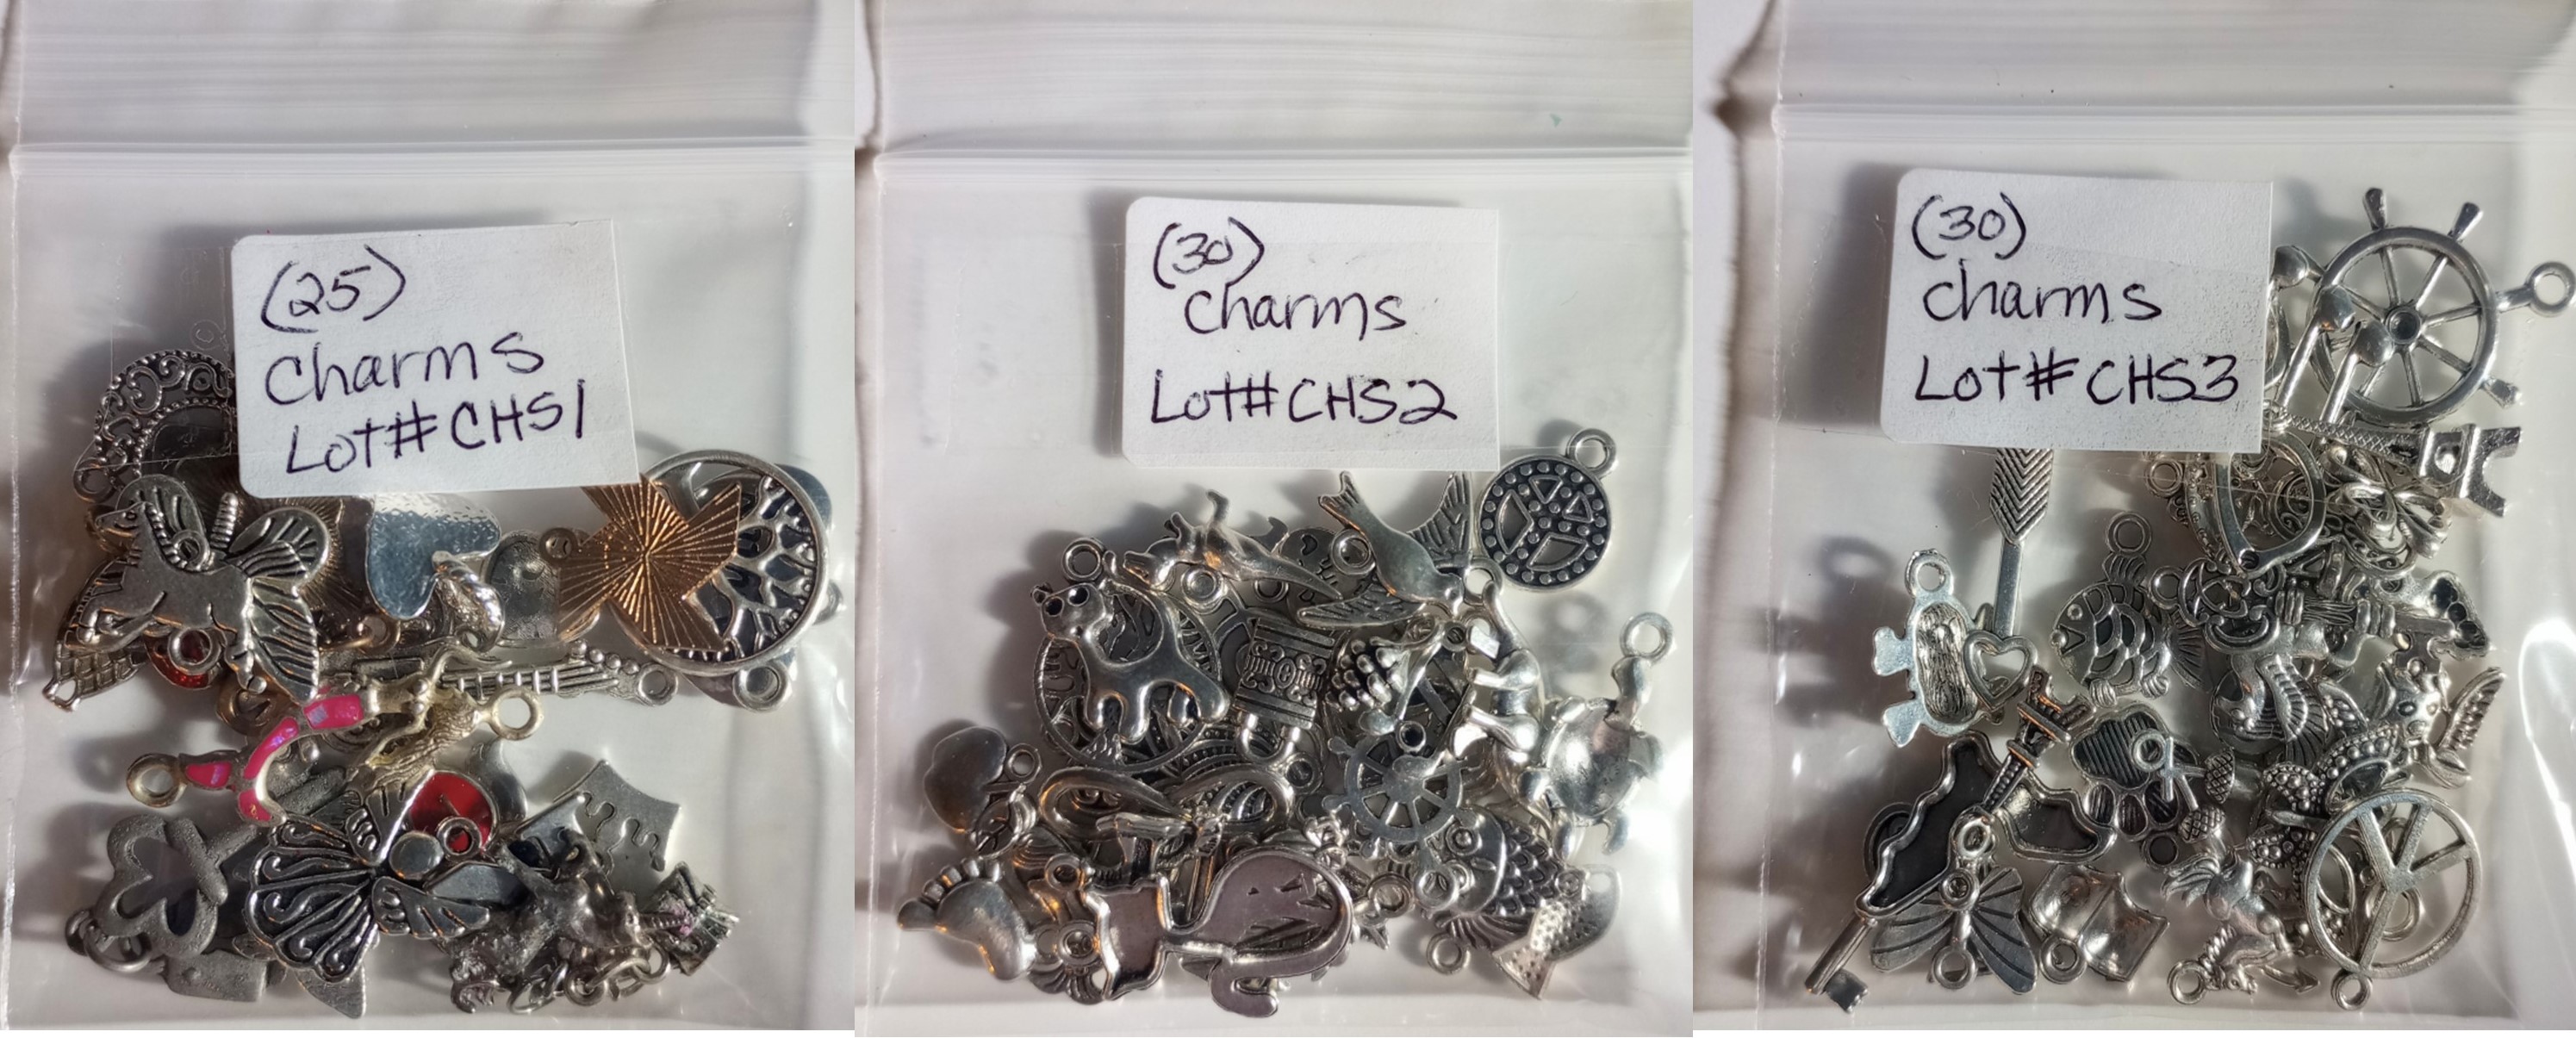 (25)
Charms
Lot# CHS1
(30)
Charms
Lot# CHS2
(30)
Charms
Lot# CHS3